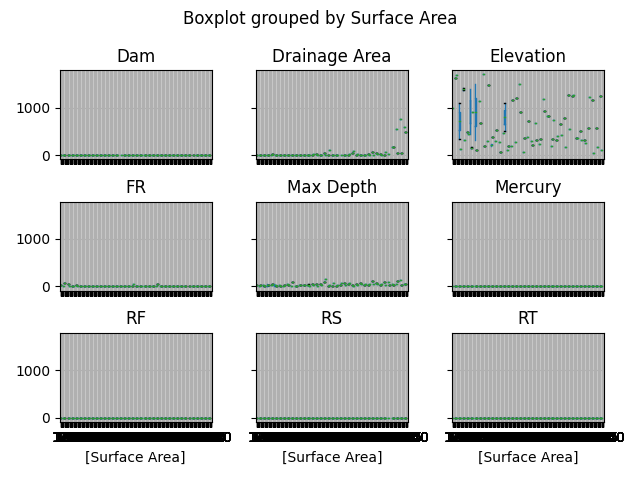 Boxplot grouped by Surface Area
Dam Drainage Area Elevation
1000
0
FR Max Depth Mercury
1000
0
RF RS RT
1000
0
[Surface Area] [Surface Area] [Surface Area]